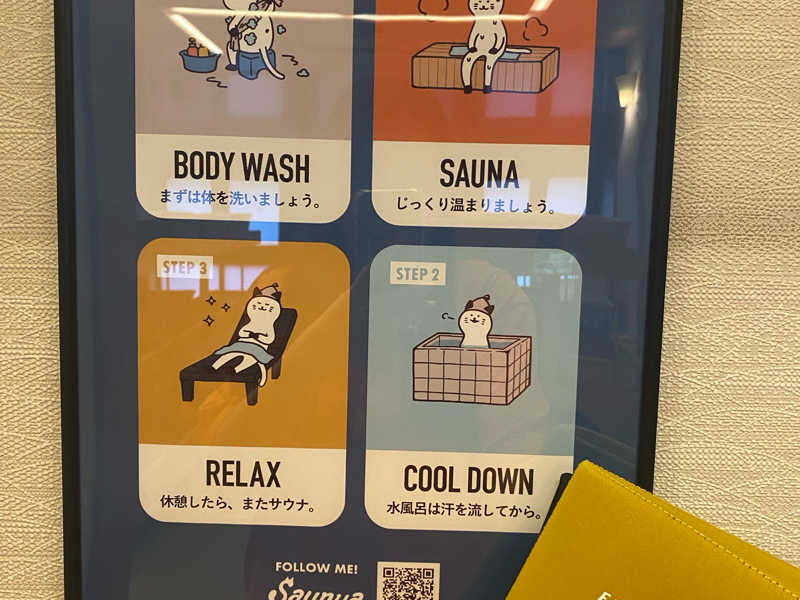 BODY WASH
まずは体を洗いましょう。
SAUNA
じっくり温まりましょう。
STEP 3
RELAX
休憩したら、またサウナ。
STEP 2
COOL DOWN
水風呂は汗を流してから。
FOLLOW ME!
Saunya